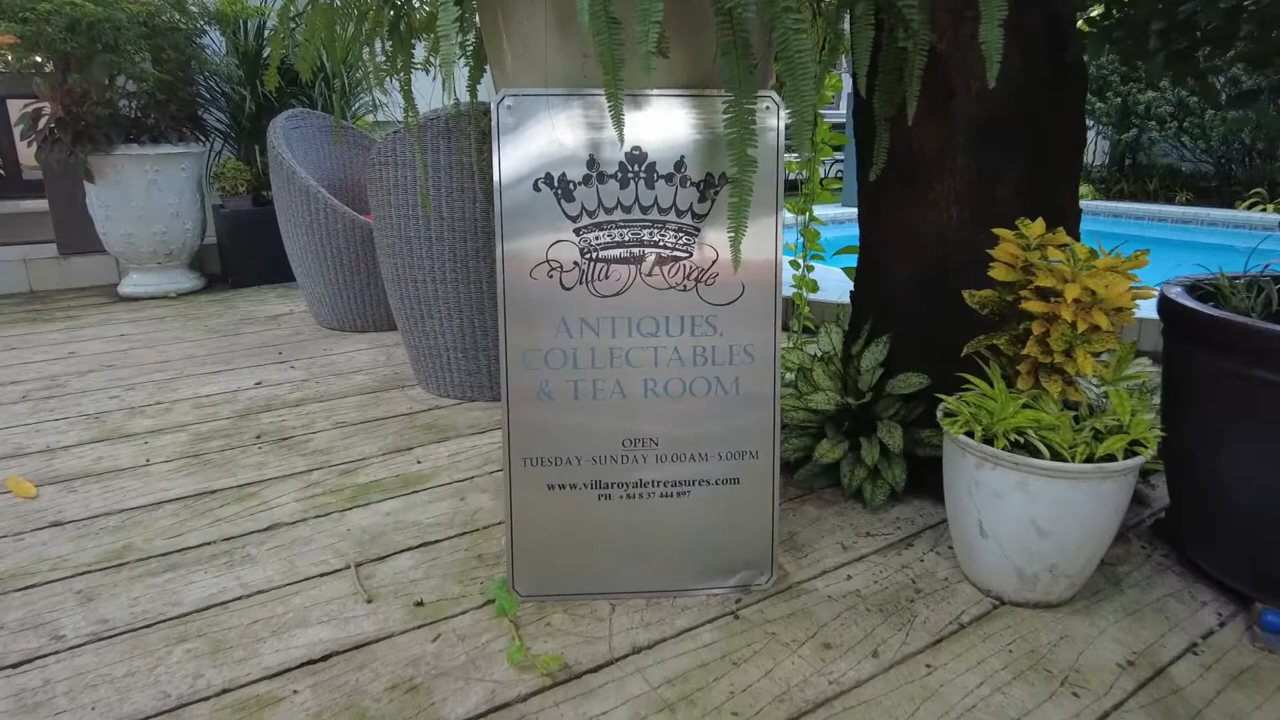 Villa Royale
ANTIQUES,
COLLECTABLES
& TEA ROOM
OPEN
TUESDAY-SUNDAY 10.00AM-5.00PM
www.villaroyaletreasures.com
PH: +84 8 37 444 897